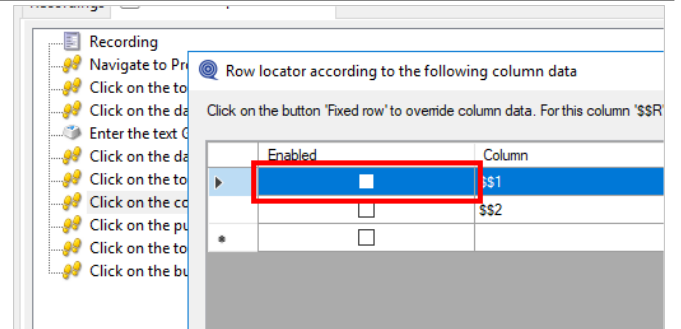 Recordings
Recording
Navigate to Pr
Click on the to
Click on the da
Enter the text
Click on the da
Click on the to
Click on the co
Click on the pu
Click on the to
Click on the bu
Row locator according to the following column data
Click on the button 'Fixed row' to override column data. For this column '$$R'
Enabled Column
$$1
$$2